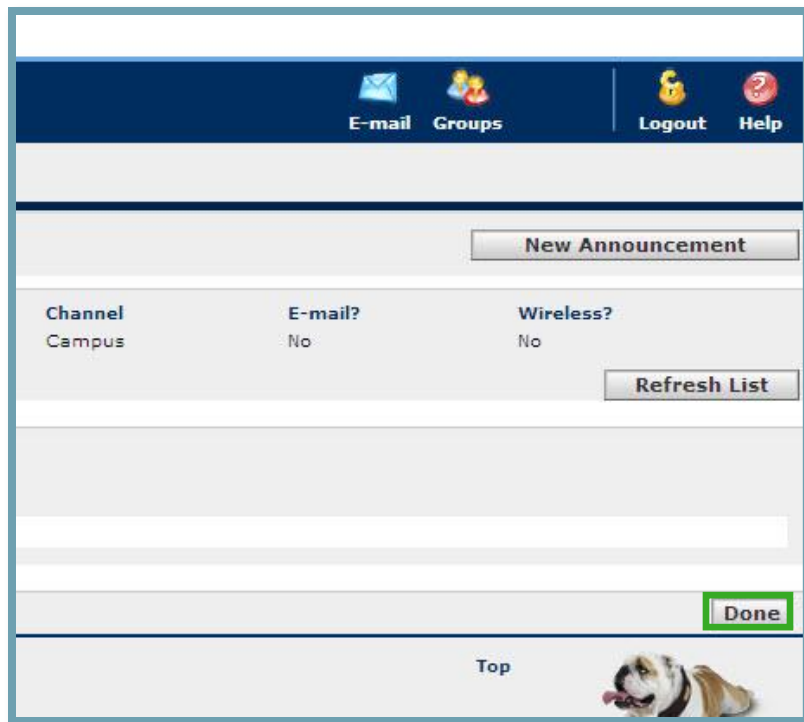 E-mail Groups Logout Help
New Announcement
Channel E-mail? Wireless?
Campus No No
Refresh List
Done
Top